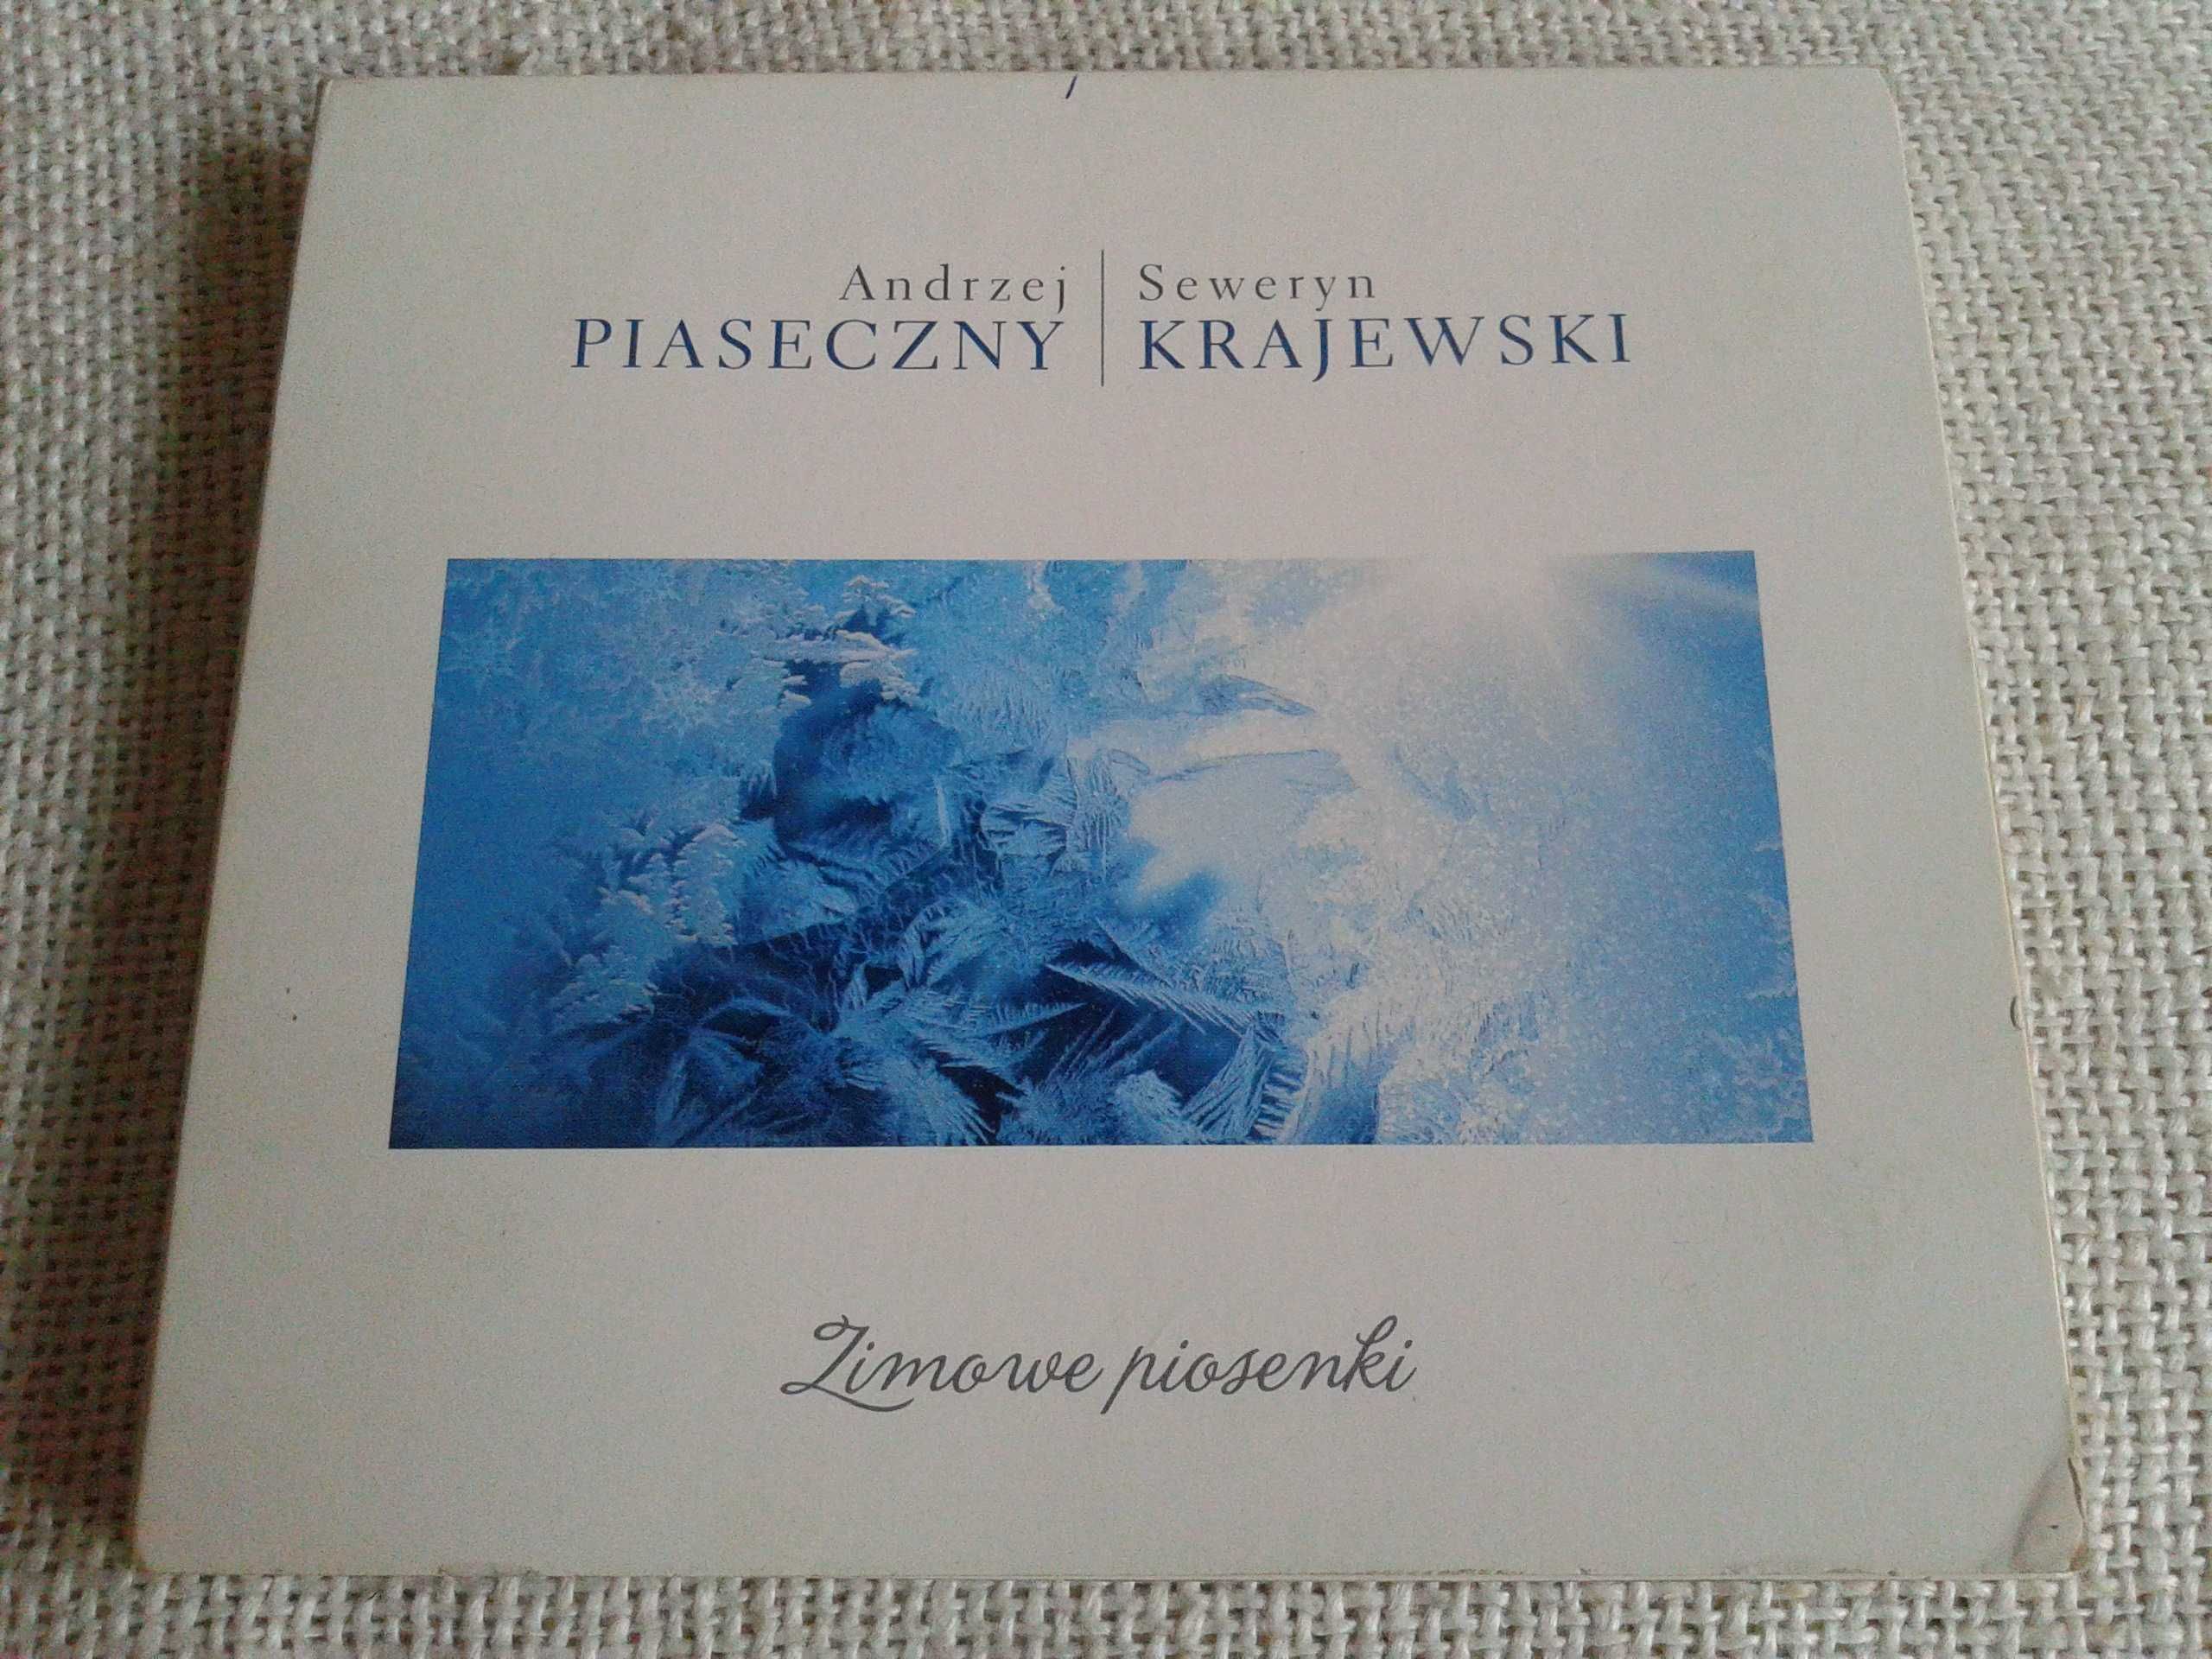 Andrzej | Seweryn
PIASECZNY | KRAJEWSKI
Zimowe piosenki